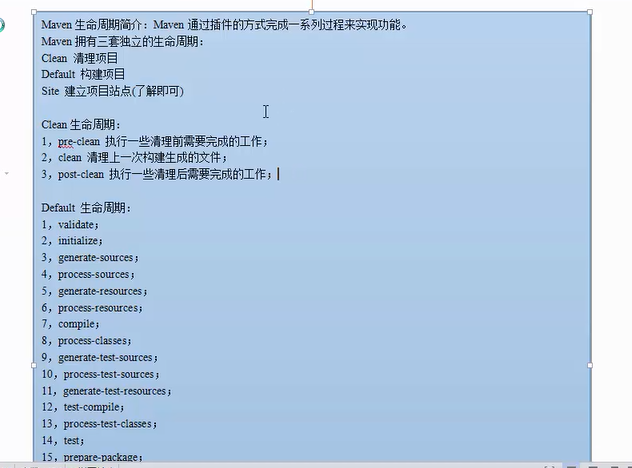 Maven 生命周期简介：Maven 通过插件的方式完成一系列过程来实现功能。
Maven 拥有三套独立的生命周期：
Clean 清理项目
Default 构建项目
Site 建立项目站点(了解即可)
Clean 生命周期：
1，pre-clean 执行一些清理前需要完成的工作；
2，clean 清理上一次构建生成的文件；
3，post-clean 执行一些清理后需要完成的工作；
Default 生命周期：
1，validate；
2，initialize；
3，generate-sources；
4，process-sources；
5，generate-resources；
6，process-resources；
7，compile；
8，process-classes；
9，generate-test-sources；
10，process-test-sources；
11，generate-test-resources；
12，test-compile；
13，process-test-classes；
14，test；
15，prepare-package；